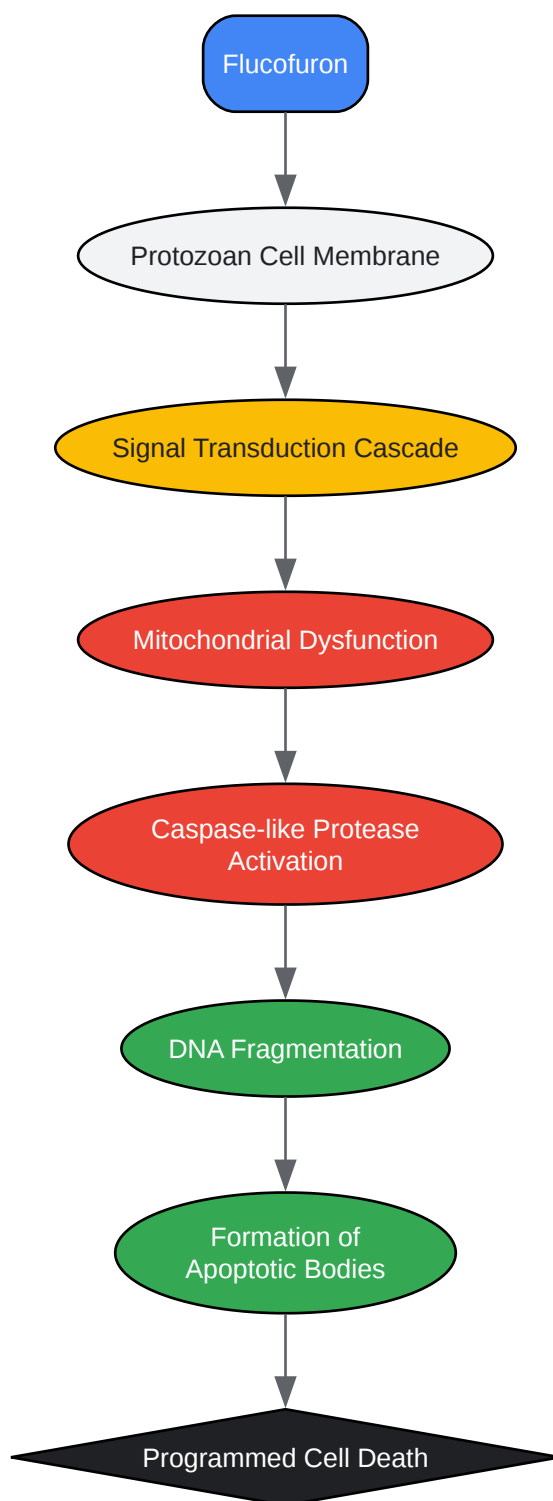 Flucofuron
Protozoan Cell Membrane
Signal Transduction Cascade
Mitochondrial Dysfunction
Caspase-like Protease
Activation
DNA Fragmentation
Formation of
Apoptotic Bodies
Programmed Cell Death